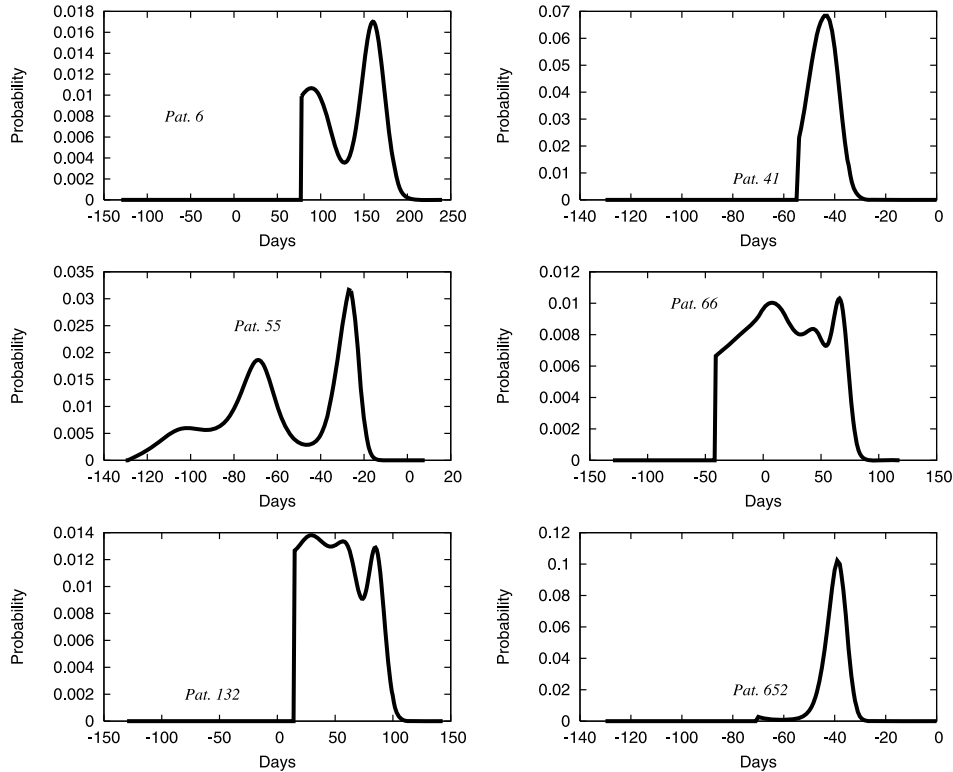 0.018
0.016
0.014
0.012
0.01
0.008
0.006
0.004
0.002
0
Probability
Pat. 6
-150 -100 -50 0 50 100 150 200 250
Days
0.07
0.06
0.05
0.04
0.03
0.02
0.01
0
Probability
Pat. 41
-140 -120 -100 -80 -60 -40 -20 0
Days
0.035
0.03
0.025
0.02
0.015
0.01
0.005
0
Probability
Pat. 55
-140 -120 -100 -80 -60 -40 -20 0 20
Days
0.012
0.01
0.008
0.006
0.004
0.002
0
Probability
Pat. 66
-150 -100 -50 0 50 100 150
Days
0.014
0.012
0.01
0.008
0.006
0.004
0.002
0
Probability
Pat. 132
-150 -100 -50 0 50 100 150
Days
0.12
0.1
0.08
0.06
0.04
0.02
0
Probability
Pat. 652
-140 -120 -100 -80 -60 -40 -20 0
Days